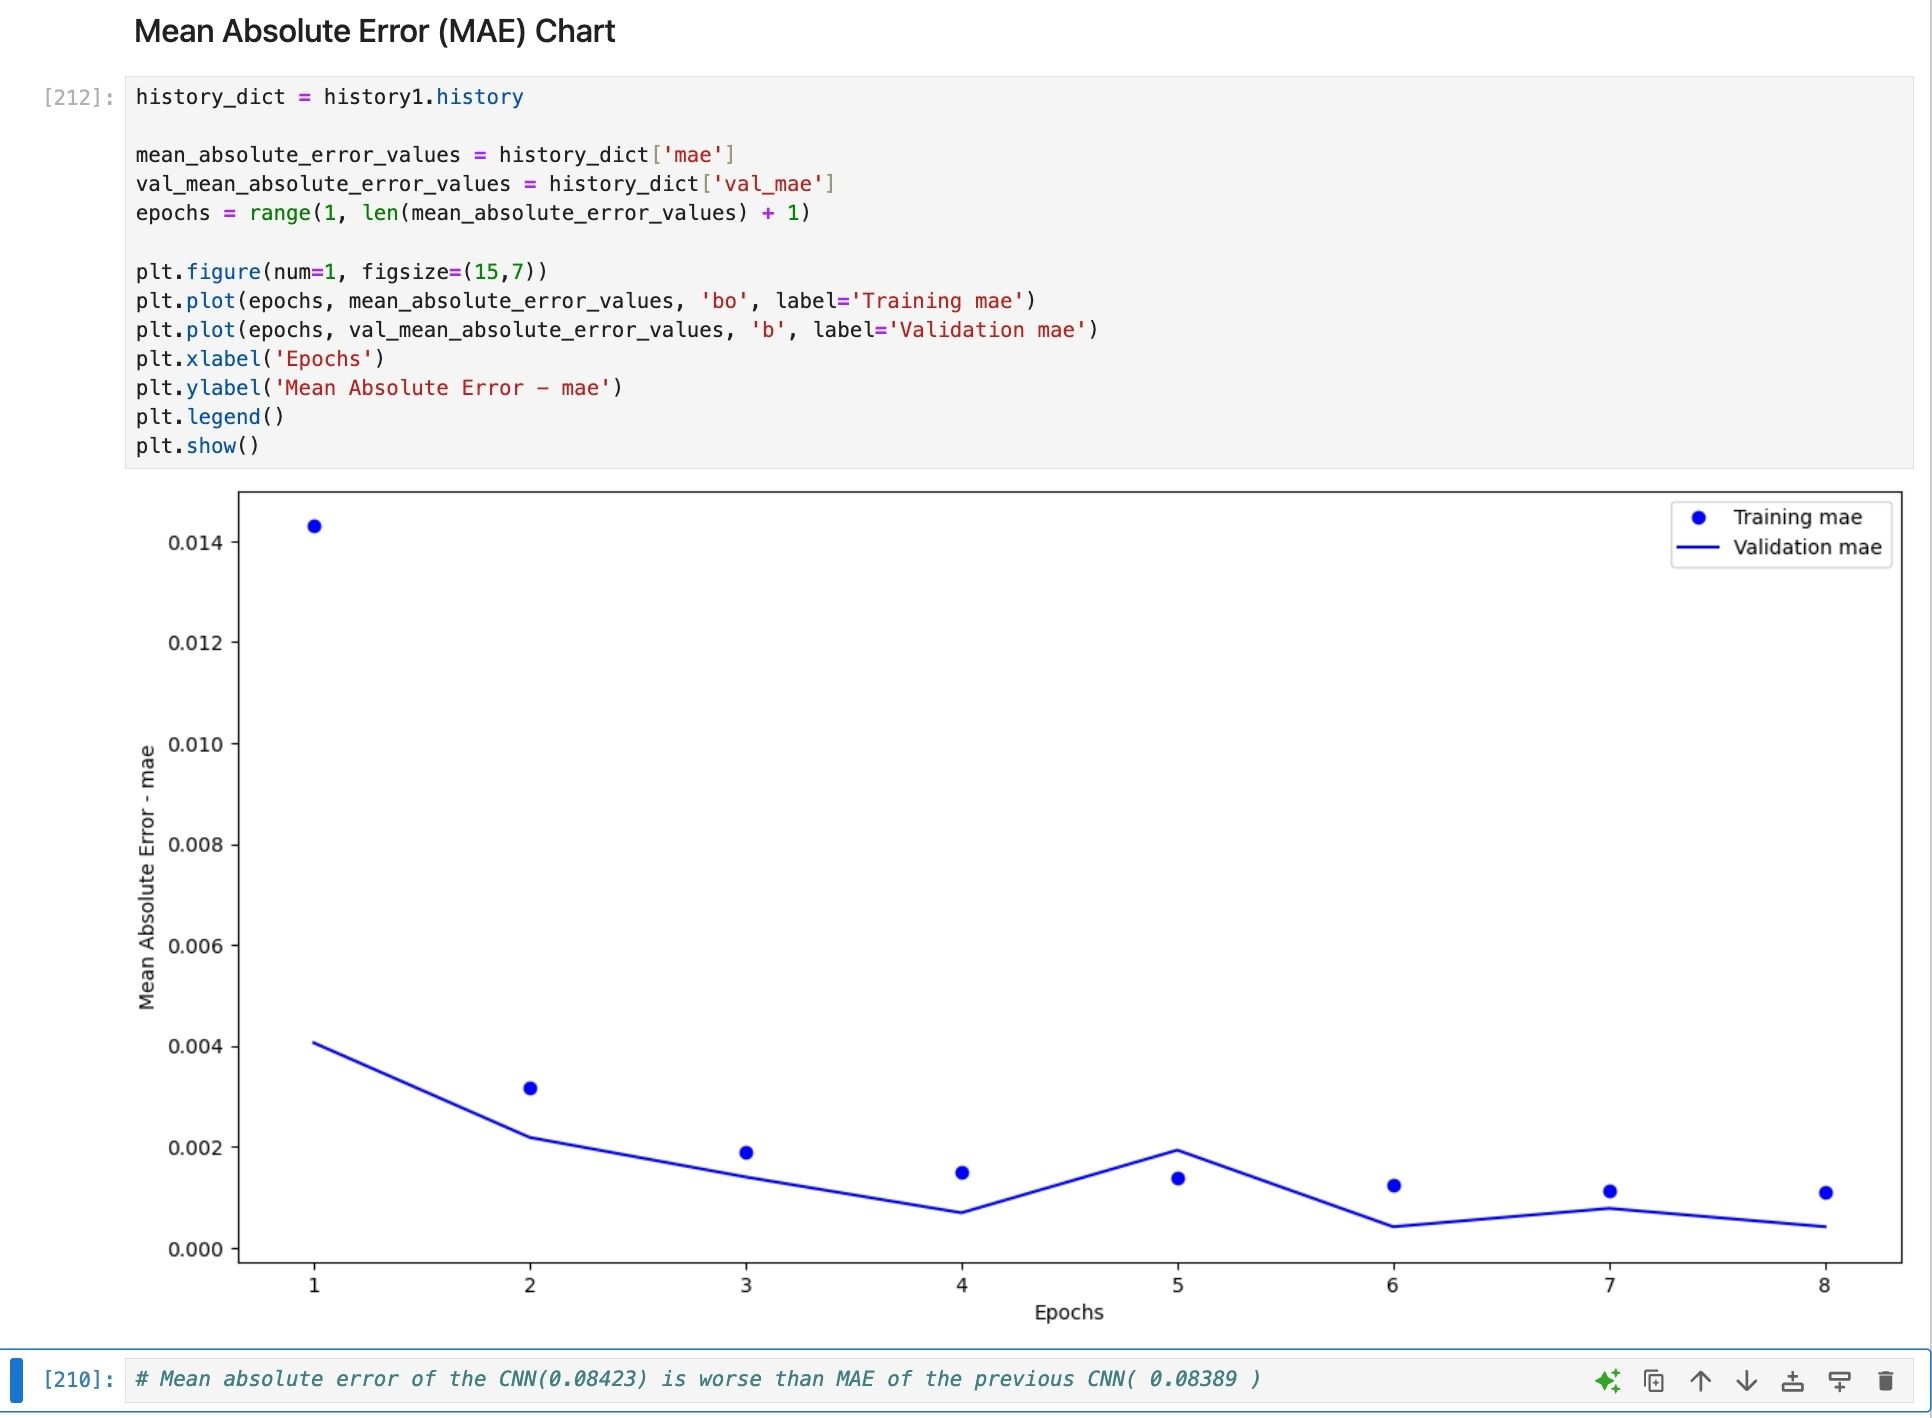 Mean Absolute Error (MAE) Chart
[212]:
history_dict = history1.history
mean_absolute_error_values = history_dict['mae']
val_mean_absolute_error_values = history_dict['val_mae']
epochs = range(1, len(mean_absolute_error_values) + 1)
plt.figure(num=1, figsize=(15,7))
plt.plot(epochs, mean_absolute_error_values, 'bo', label='Training mae')
plt.plot(epochs, val_mean_absolute_error_values, 'b', label='Validation mae')
plt.xlabel('Epochs')
plt.ylabel('Mean Absolute Error - mae')
plt.legend()
plt.show()
Training mae
Validation mae
0.014
0.012
0.010
0.008
0.006
0.004
0.002
0.000
Mean Absolute Error - mae
1 2 3 4 5 6 7 8
Epochs
[210]:
# Mean absolute error of the CNN(0.08423) is worse than MAE of the previous CNN( 0.08389 )